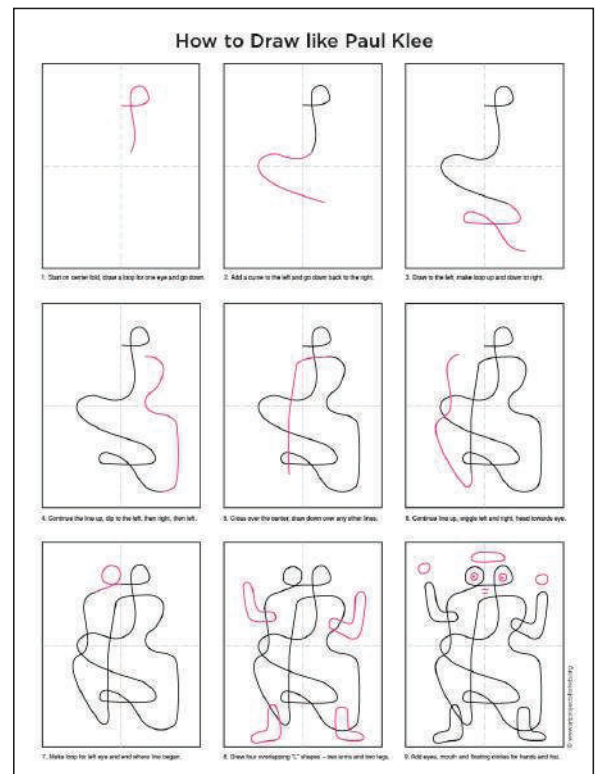 How to Draw like Paul Klee
1. Start on center fold, draw a loop for one eye and go down.
2. Add a curve to the left and go down back to the right.
3. Draw to the left, make loop up and down to right.
4. Continue the line up, dip to the left, then right, then left.
5. Cross over the center, draw down over any other lines.
6. Continue line up, wiggle left and right, head towards eye.
7. Make loop for left eye and end where line began.
8. Draw four overlapping "L" shapes – two arms and two legs.
9. Add eyes, mouth and floating circles for hands and hat.
© www.artprojectsforkids.org